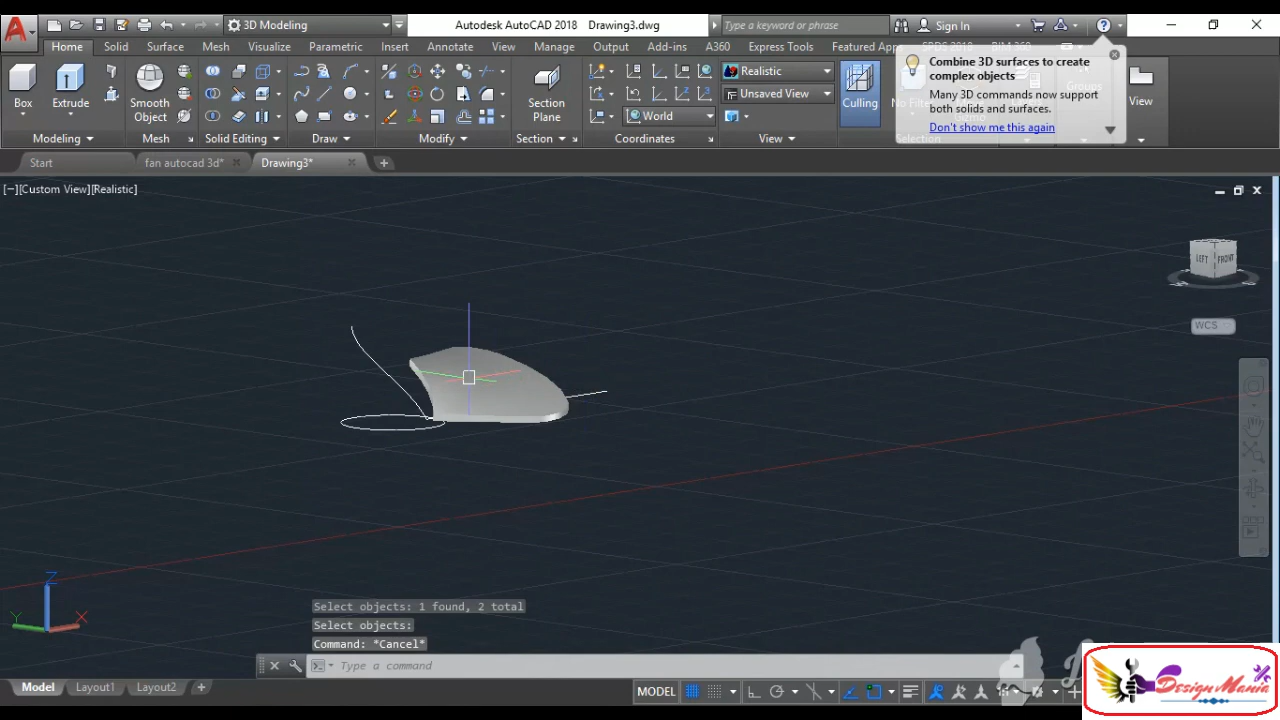 3D Modeling
Autodesk AutoCAD 2018 Drawing3.dwg
Type a keyword or phrase
Sign In
Home Solid Surface Mesh Visualize Parametric Insert Annotate View Manage Output Add-ins A360 Express Tools Featured Apps
Combine 3D surfaces to create
complex objects
Many 3D commands now support
both solids and surfaces.
Don't show me this again
Box
Extrude
Smooth
Object
Section
Plane
World
Realistic
Unsaved View
Culling
View
Modeling Mesh Solid Editing Draw Modify Section Coordinates View
Start fan autocad 3d* Drawing3*
[−][Custom View][Realistic]
LEFT FRONT
WCS
Z
Y X
Select objects: 1 found, 2 total
Select objects:
Command: *Cancel*
Type a command
Model Layout1 Layout2
MODEL
Design Mania